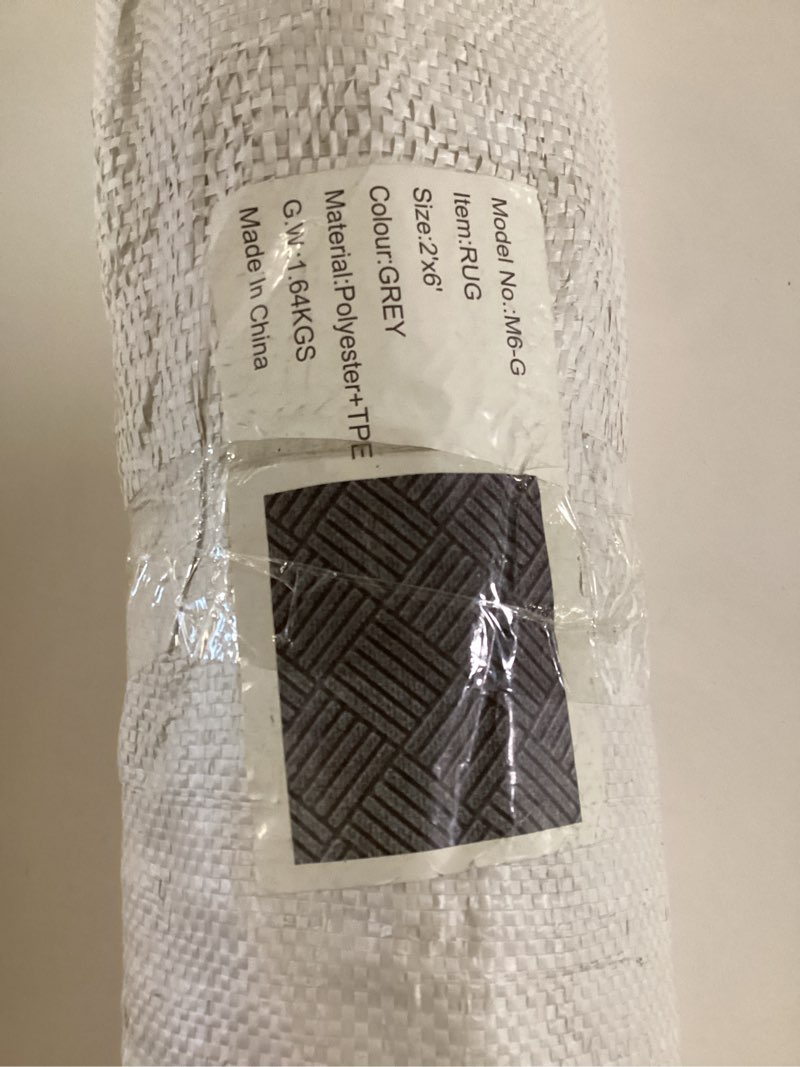 Model No.:M6-G
Item:RUG
Size:2'x6'
Colour:GREY
Material:Polyester+TPE
G.W.:1.64KGS
Made In China